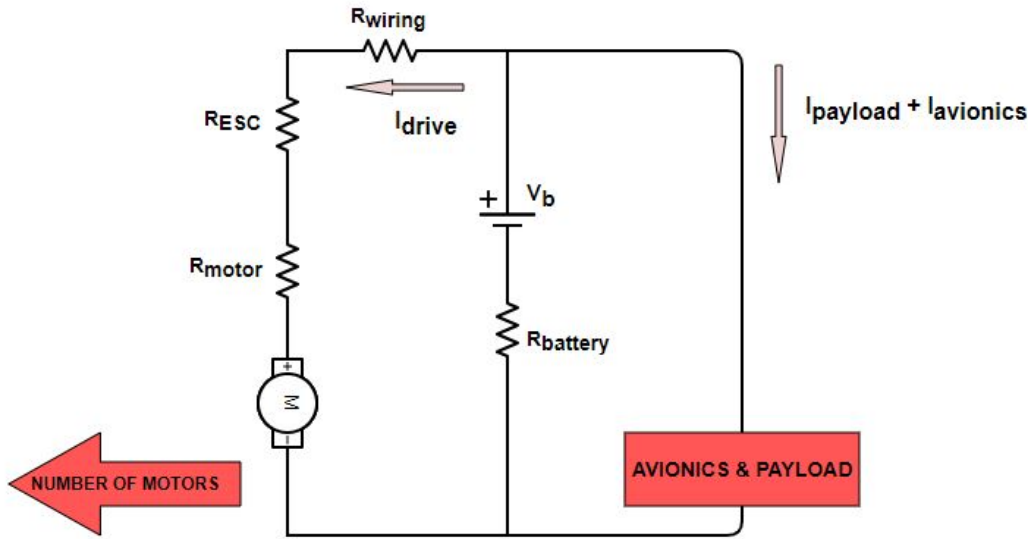 Rwiring
Idrive
Ipayload + Iavionics
RESC
+ Vb
Rmotor
Rbattery
+
M
–
AVIONICS & PAYLOAD
NUMBER OF MOTORS